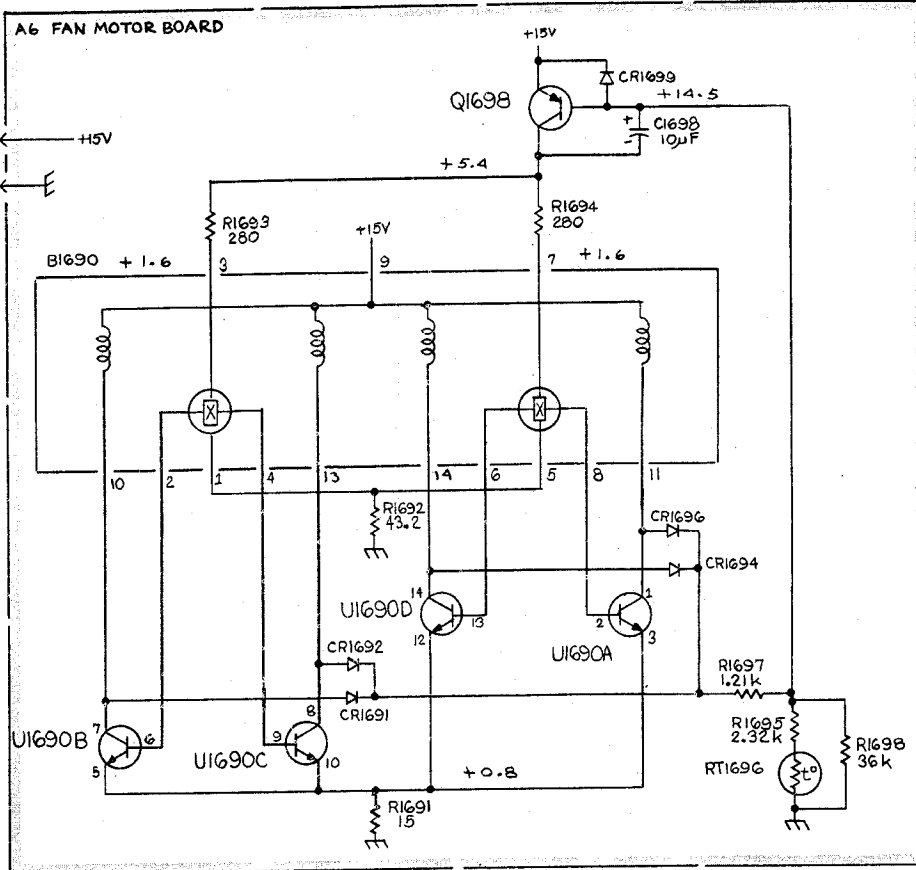 A6 FAN MOTOR BOARD
+15V
CR1699
Q1698
+14.5
+
C1698
10µF
-
+15V
+5.4
R1693
280
+15V
R1694
280
B1690 +1.6
3
9
7
+1.6
X
X
10
2
1
4
13
14
6
5
8
11
R1692
43.2
CR1696
CR1694
14
U1690D
13
12
1
2
3
U1690A
CR1692
CR1691
R1697
1.21k
8
7
U1690B
6
5
9
U1690C
10
R1695
2.32k
R1698
36k
RT1696
t°
+0.8
R1691
15